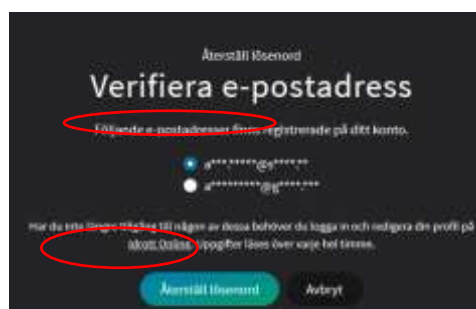 Återställ lösenord
Verifiera e-postadress
Följande e-postadresser finns registrerade på ditt konto.
a***.*****@s****.**
a*********@g****.***
Har du inte längre tillgång till någon av dessa behöver du logga in och redigera din profil på
Idrott Online. Uppgifter läses över varje hel timme.
Återställ lösenord
Avbryt